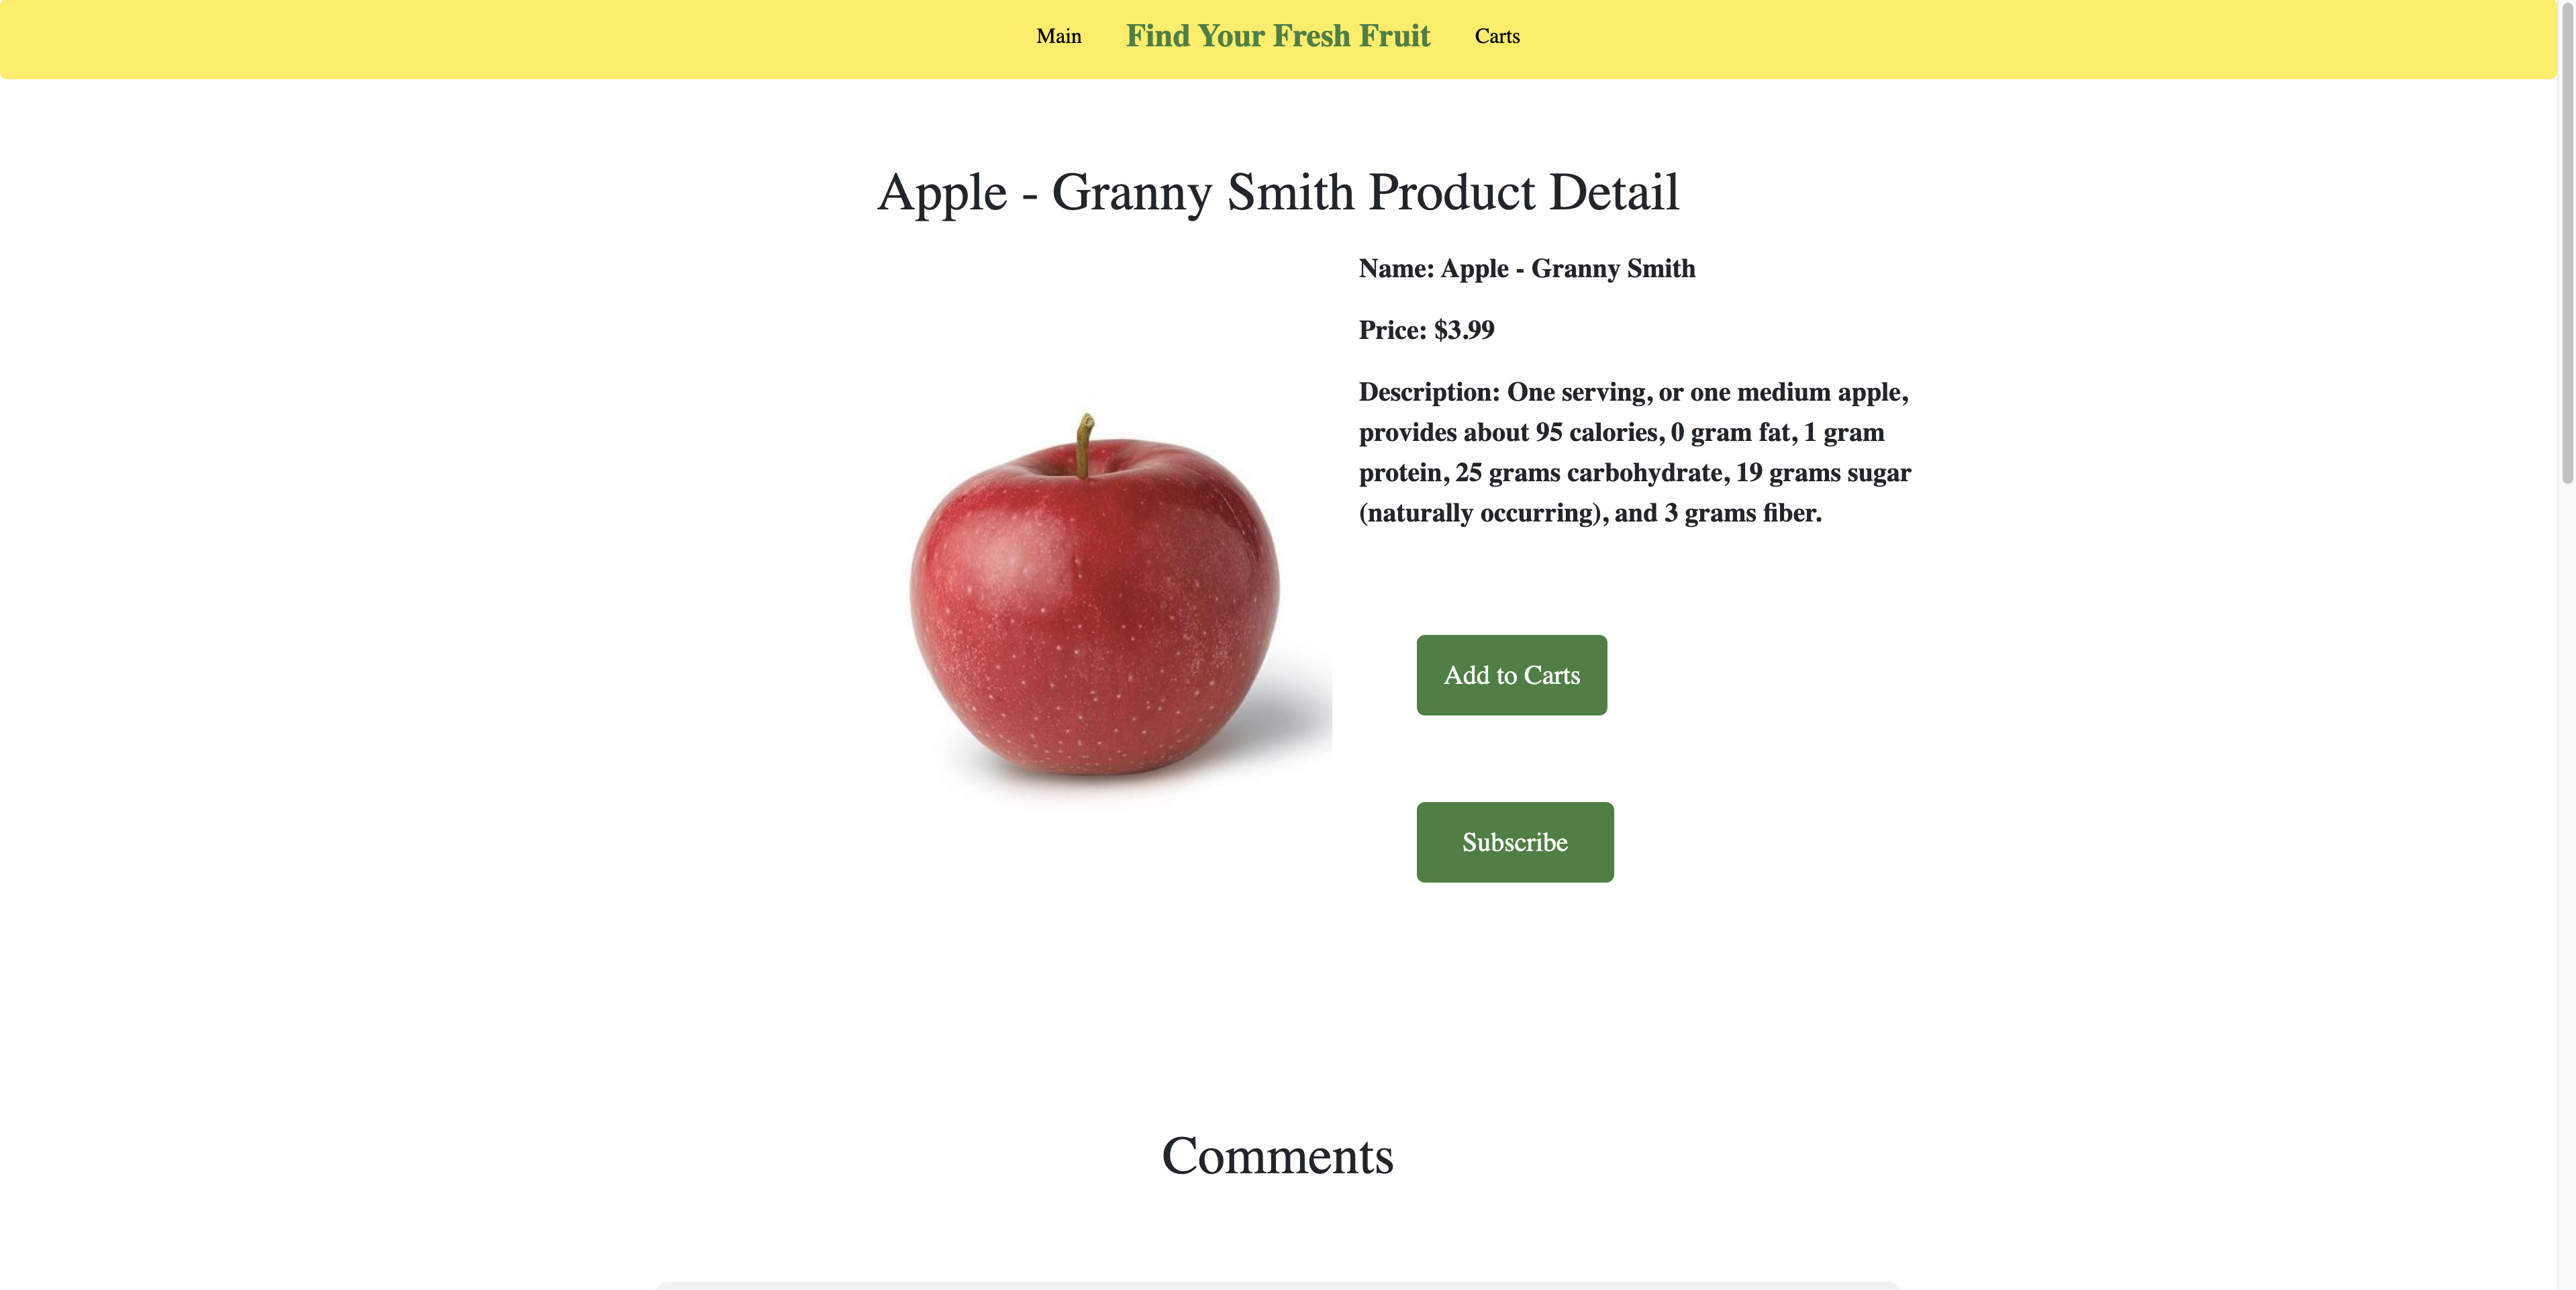 Main Find Your Fresh Fruit Carts
Apple - Granny Smith Product Detail
Name: Apple - Granny Smith
Price: $3.99
Description: One serving, or one medium apple,
provides about 95 calories, 0 gram fat, 1 gram
protein, 25 grams carbohydrate, 19 grams sugar
(naturally occurring), and 3 grams fiber.
Add to Carts
Subscribe
Comments